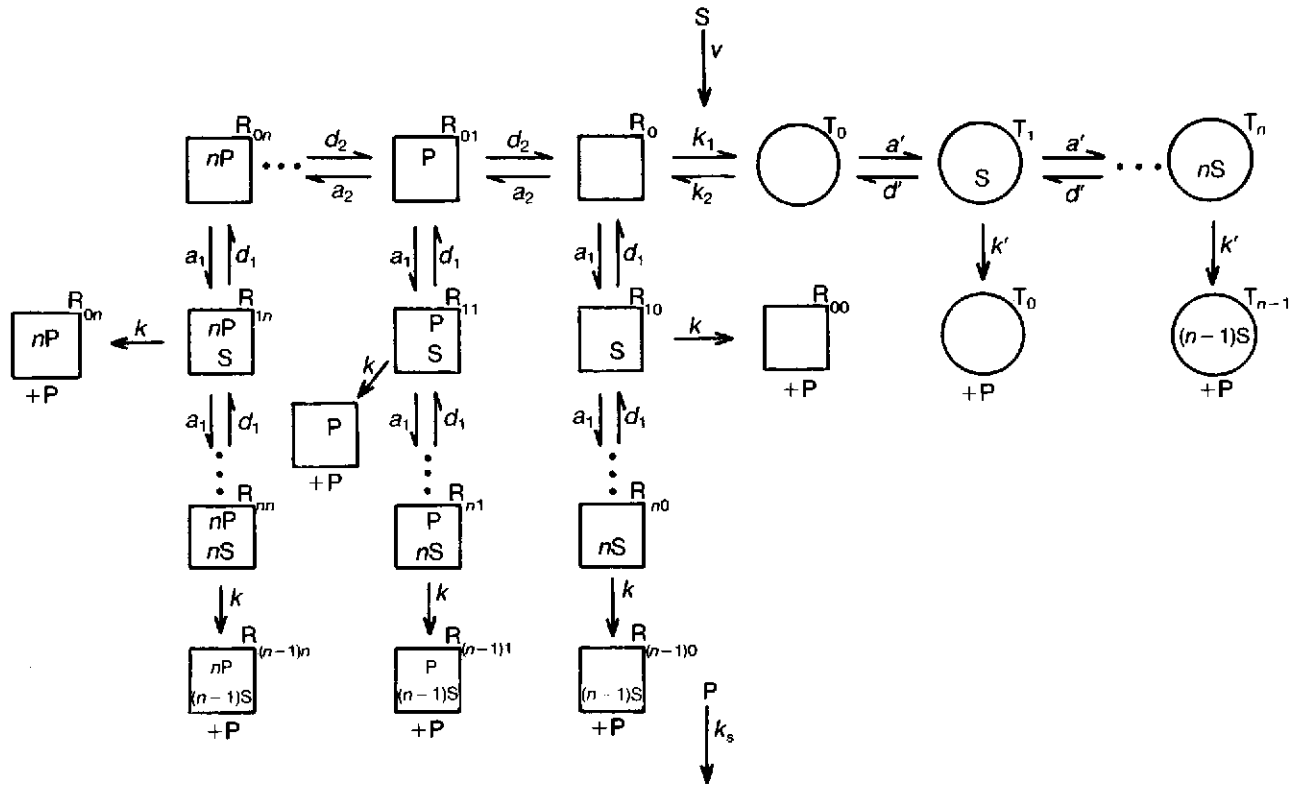 S
v
R0n R01 R0 T0 T1 Tn
nP d2 a2 P d2 a2 k1 k2 a′ d′ S a′ d′ nS
a1 d1 a1 d1 a1 d1 k′ k′
R0n R1n R11 R10 R00 T0 Tn−1
nP k nP S P S k S k (n−1)S
+P +P +P +P
a1 d1 P a1 d1 a1 d1
+P
Rnn Rn1 Rn0
nP nS P nS nS
k k k
R(n−1)n R(n−1)1 R(n−1)0
nP (n−1)S P (n−1)S (n−1)S P
+P +P +P ks